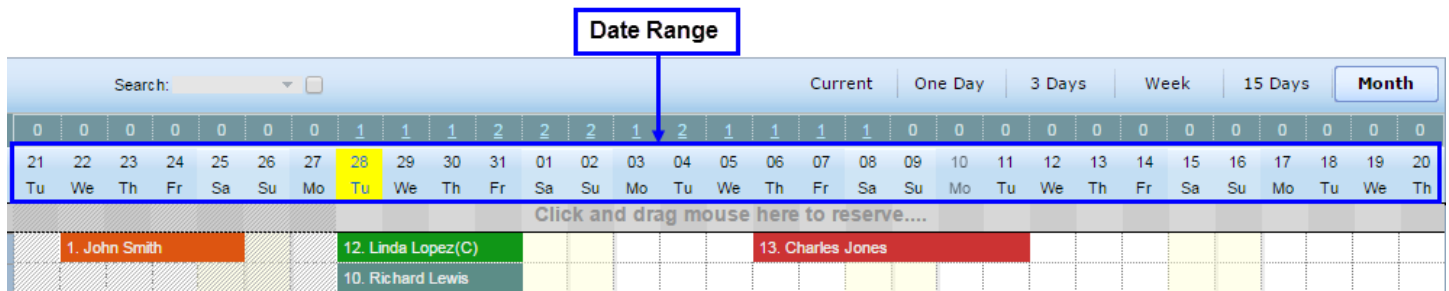 Date Range
Search:
Current One Day 3 Days Week 15 Days Month
0 0 0 0 0 0 0 1 1 1 2 2 2 1 2 1 1 1 1 0 0 0 0 0 0 0 0 0 0 0 0
21 22 23 24 25 26 27 28 29 30 31 01 02 03 04 05 06 07 08 09 10 11 12 13 14 15 16 17 18 19 20
Tu We Th Fr Sa Su Mo Tu We Th Fr Sa Su Mo Tu We Th Fr Sa Su Mo Tu We Th Fr Sa Su Mo Tu We Th
Click and drag mouse here to reserve....
1. John Smith 12. Linda Lopez(C) 13. Charles Jones
10. Richard Lewis